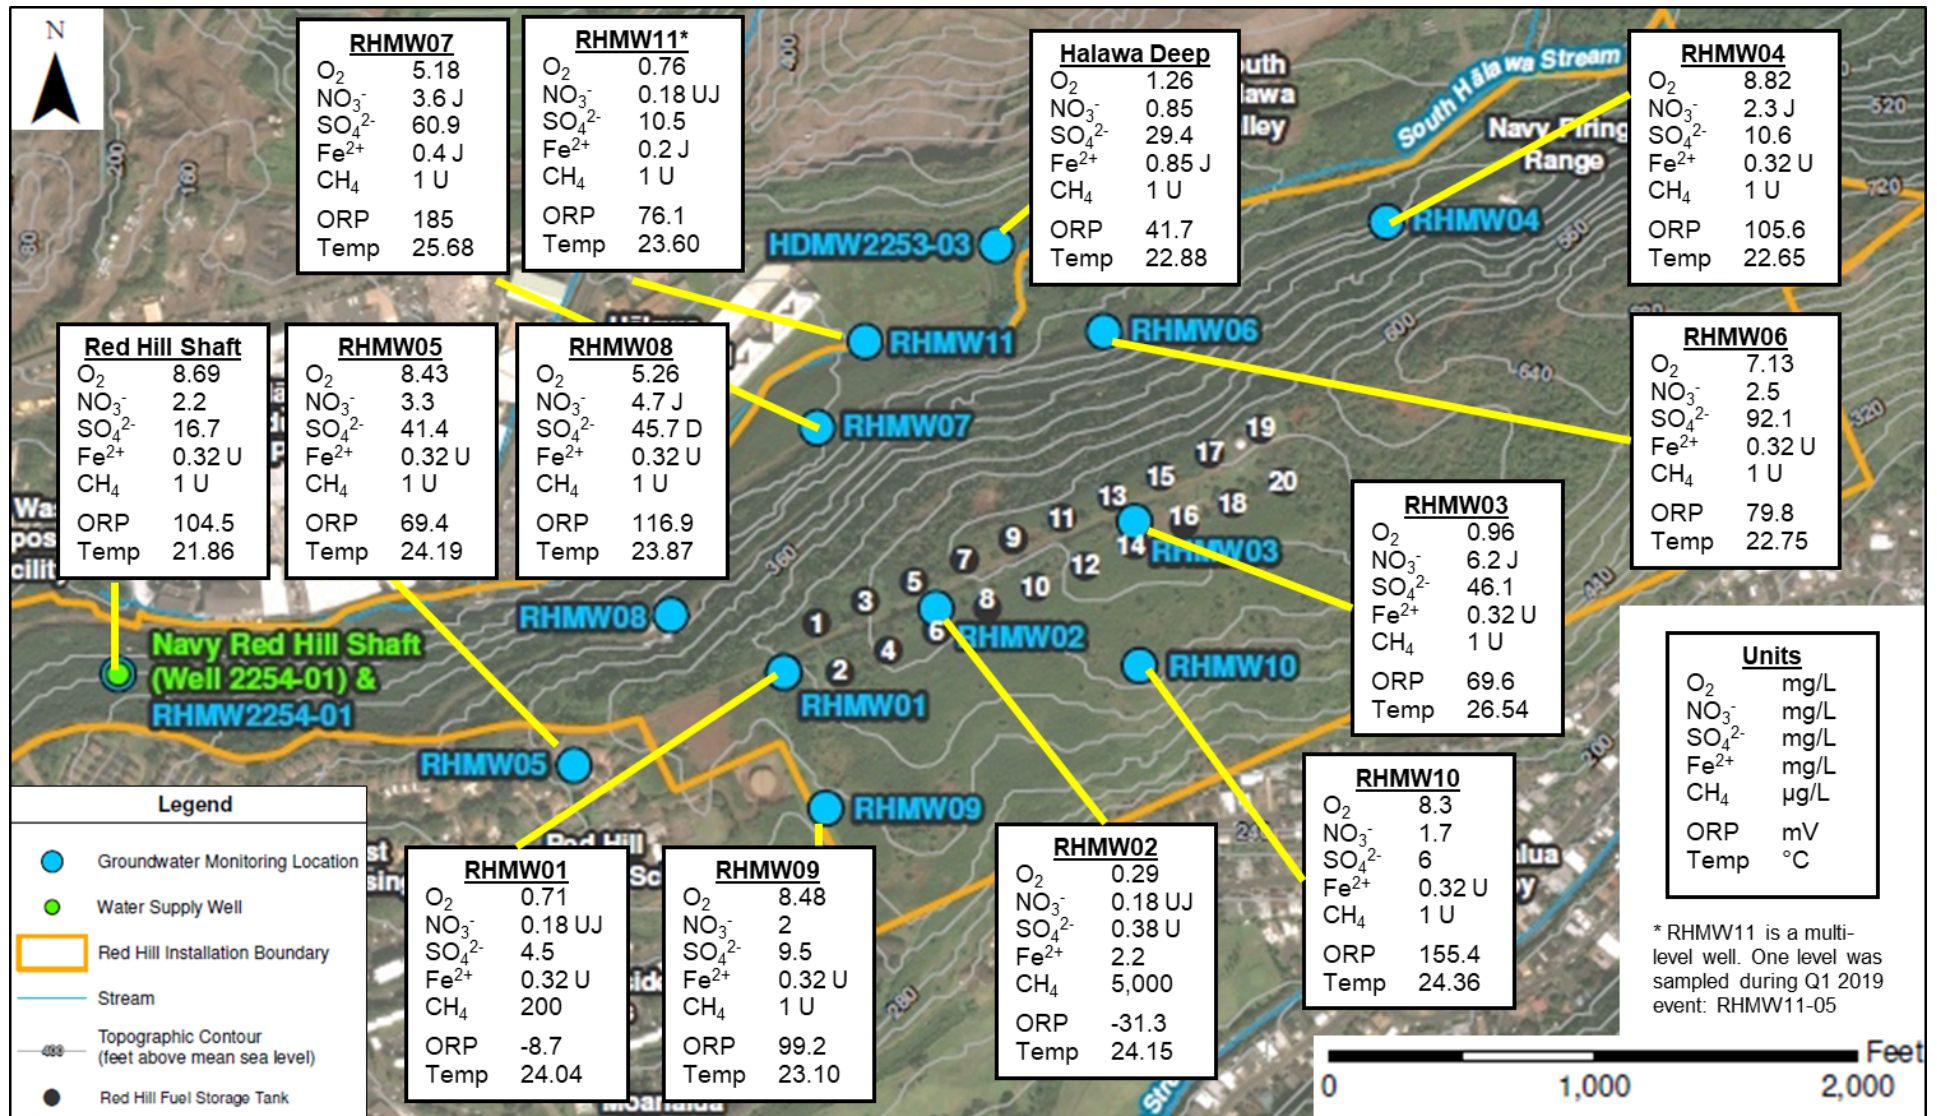 N
RHMW07
O₂ 5.18
NO₃⁻ 3.6 J
SO₄²⁻ 60.9
Fe²⁺ 0.4 J
CH₄ 1 U
ORP 185
Temp 25.68
RHMW11*
O₂ 0.76
NO₃⁻ 0.18 UJ
SO₄²⁻ 10.5
Fe²⁺ 0.2 J
CH₄ 1 U
ORP 76.1
Temp 23.60
Halawa Deep
O₂ 1.26
NO₃⁻ 0.85
SO₄²⁻ 29.4
Fe²⁺ 0.85 J
CH₄ 1 U
ORP 41.7
Temp 22.88
RHMW04
O₂ 8.82
NO₃⁻ 2.3 J
SO₄²⁻ 10.6
Fe²⁺ 0.32 U
CH₄ 1 U
ORP 105.6
Temp 22.65
South Hālawa Stream
Navy Firing
Range
400
200
160
80
520
720
550
600
640
320
410
360
200
280
HDMW2253-03
RHMW04
RHMW11
RHMW06
RHMW07
Red Hill Shaft
O₂ 8.69
NO₃⁻ 2.2
SO₄²⁻ 16.7
Fe²⁺ 0.32 U
CH₄ 1 U
ORP 104.5
Temp 21.86
RHMW05
O₂ 8.43
NO₃⁻ 3.3
SO₄²⁻ 41.4
Fe²⁺ 0.32 U
CH₄ 1 U
ORP 69.4
Temp 24.19
RHMW08
O₂ 5.26
NO₃⁻ 4.7 J
SO₄²⁻ 45.7 D
Fe²⁺ 0.32 U
CH₄ 1 U
ORP 116.9
Temp 23.87
RHMW06
O₂ 7.13
NO₃⁻ 2.5
SO₄²⁻ 92.1
Fe²⁺ 0.32 U
CH₄ 1 U
ORP 79.8
Temp 22.75
RHMW03
O₂ 0.96
NO₃⁻ 6.2 J
SO₄²⁻ 46.1
Fe²⁺ 0.32 U
CH₄ 1 U
ORP 69.6
Temp 26.54
19
17
20
15
18
13
16
11
14
9
12
7
10
5
8
3
6
1
4
2
RHMW03
RHMW08
RHMW02
RHMW10
RHMW01
Navy Red Hill Shaft
(Well 2254-01) &
RHMW2254-01
RHMW05
RHMW09
Red Hill
Units
O₂ mg/L
NO₃⁻ mg/L
SO₄²⁻ mg/L
Fe²⁺ mg/L
CH₄ µg/L
ORP mV
Temp °C
RHMW10
O₂ 8.3
NO₃⁻ 1.7
SO₄²⁻ 6
Fe²⁺ 0.32 U
CH₄ 1 U
ORP 155.4
Temp 24.36
RHMW02
O₂ 0.29
NO₃⁻ 0.18 UJ
SO₄²⁻ 0.38 U
Fe²⁺ 2.2
CH₄ 5,000
ORP -31.3
Temp 24.15
RHMW01
O₂ 0.71
NO₃⁻ 0.18 UJ
SO₄²⁻ 4.5
Fe²⁺ 0.32 U
CH₄ 200
ORP -8.7
Temp 24.04
RHMW09
O₂ 8.48
NO₃⁻ 2
SO₄²⁻ 9.5
Fe²⁺ 0.32 U
CH₄ 1 U
ORP 99.2
Temp 23.10
Legend
Groundwater Monitoring Location
Water Supply Well
Red Hill Installation Boundary
Stream
400 Topographic Contour
(feet above mean sea level)
Red Hill Fuel Storage Tank
* RHMW11 is a multi-
level well. One level was
sampled during Q1 2019
event: RHMW11-05
Feet
0 1,000 2,000